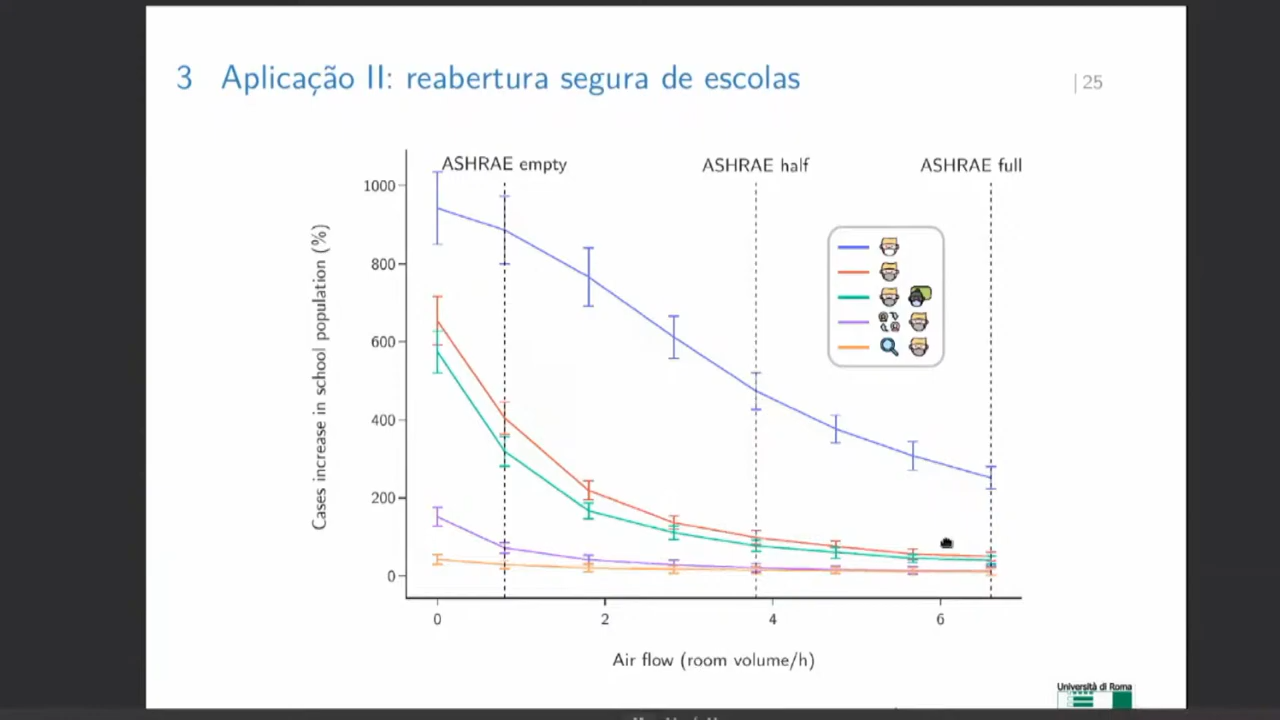 3 Aplicação II: reabertura segura de escolas
| 25
ASHRAE empty
ASHRAE half
ASHRAE full
1000
800
600
400
200
0
Cases increase in school population (%)
0
2
4
6
Air flow (room volume/h)
Università di Roma